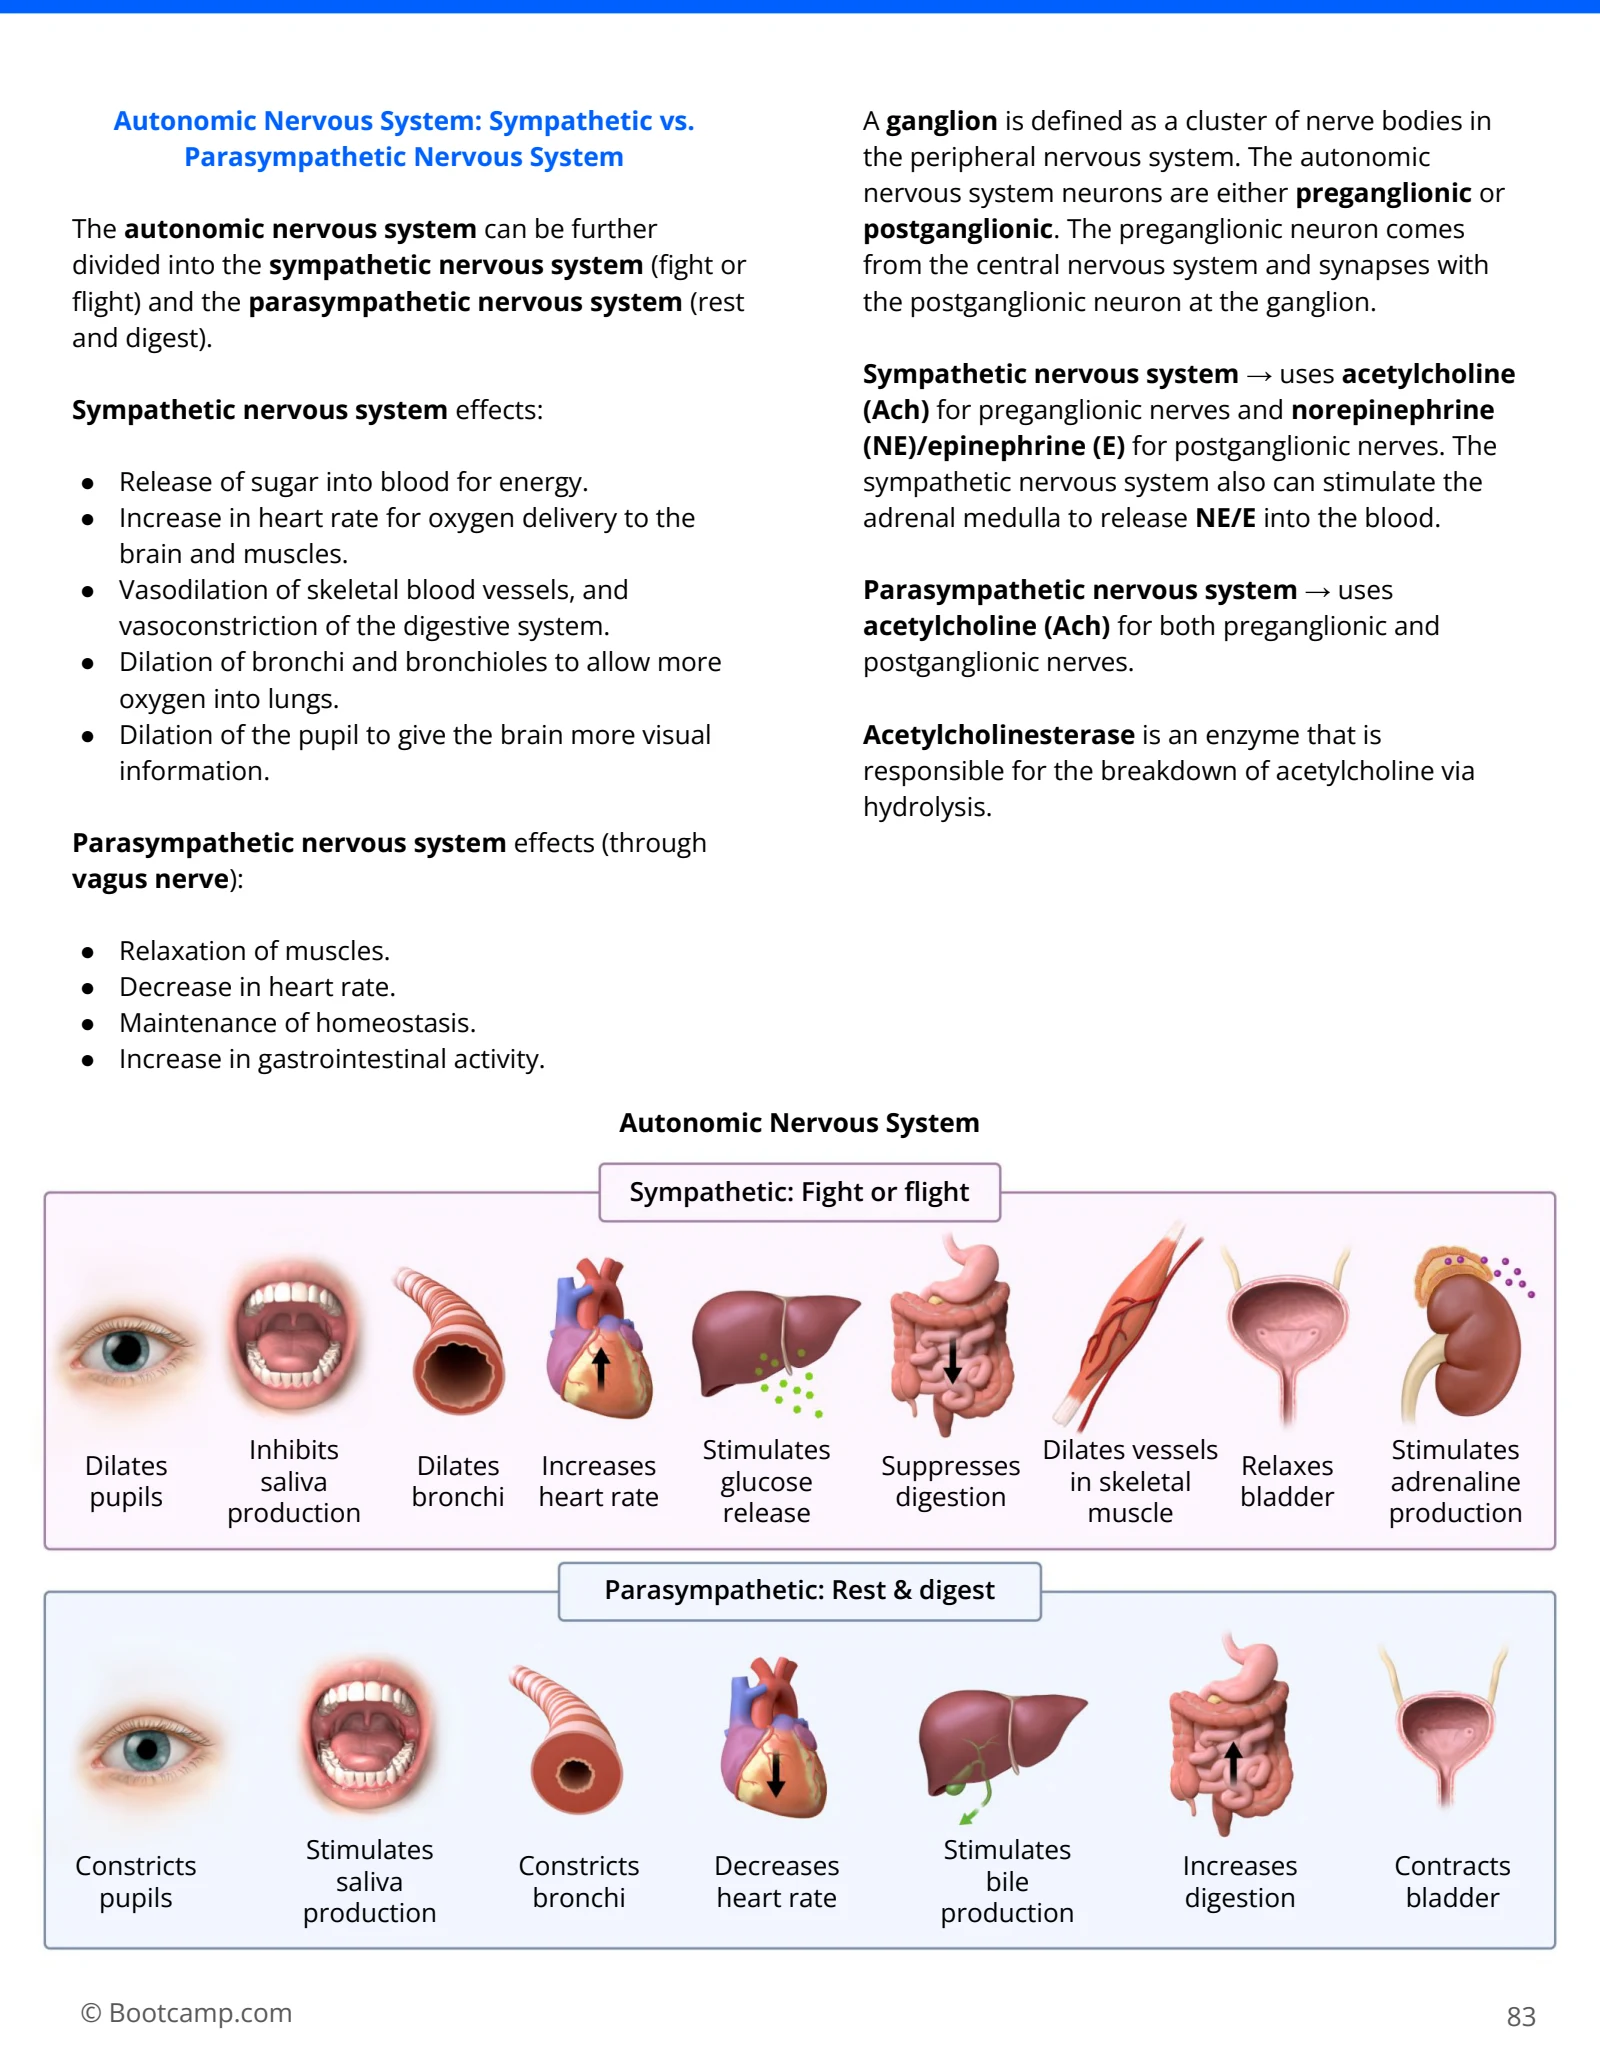 Autonomic Nervous System: Sympathetic vs.
Parasympathetic Nervous System
The autonomic nervous system can be further
divided into the sympathetic nervous system (fight or
flight) and the parasympathetic nervous system (rest
and digest).
Sympathetic nervous system effects:
● Release of sugar into blood for energy.
● Increase in heart rate for oxygen delivery to the
brain and muscles.
● Vasodilation of skeletal blood vessels, and
vasoconstriction of the digestive system.
● Dilation of bronchi and bronchioles to allow more
oxygen into lungs.
● Dilation of the pupil to give the brain more visual
information.
Parasympathetic nervous system effects (through
vagus nerve):
● Relaxation of muscles.
● Decrease in heart rate.
● Maintenance of homeostasis.
● Increase in gastrointestinal activity.
A ganglion is defined as a cluster of nerve bodies in
the peripheral nervous system. The autonomic
nervous system neurons are either preganglionic or
postganglionic. The preganglionic neuron comes
from the central nervous system and synapses with
the postganglionic neuron at the ganglion.
Sympathetic nervous system → uses acetylcholine
(Ach) for preganglionic nerves and norepinephrine
(NE)/epinephrine (E) for postganglionic nerves. The
sympathetic nervous system also can stimulate the
adrenal medulla to release NE/E into the blood.
Parasympathetic nervous system → uses
acetylcholine (Ach) for both preganglionic and
postganglionic nerves.
Acetylcholinesterase is an enzyme that is
responsible for the breakdown of acetylcholine via
hydrolysis.
Autonomic Nervous System
Sympathetic: Fight or flight
Dilates
pupils
Inhibits
saliva
production
Dilates
bronchi
Increases
heart rate
Stimulates
glucose
release
Suppresses
digestion
Dilates vessels
in skeletal
muscle
Relaxes
bladder
Stimulates
adrenaline
production
Parasympathetic: Rest & digest
Constricts
pupils
Stimulates
saliva
production
Constricts
bronchi
Decreases
heart rate
Stimulates
bile
production
Increases
digestion
Contracts
bladder
© Bootcamp.com
83